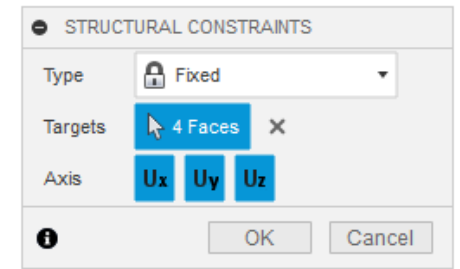 STRUCTURAL CONSTRAINTS
Type Fixed
Targets 4 Faces
Axis Ux Uy Uz
OK Cancel